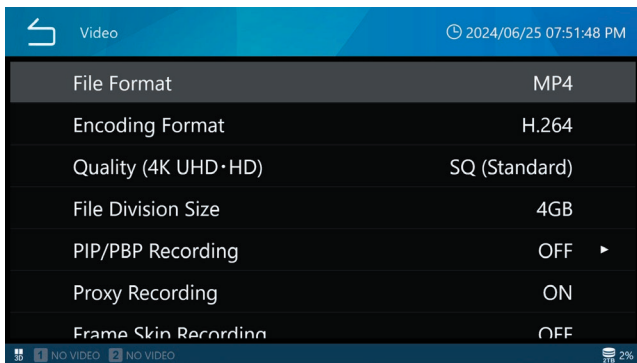 Video 2024/06/25 07:51:48 PM
File Format MP4
Encoding Format H.264
Quality (4K UHD･HD) SQ (Standard)
File Division Size 4GB
PIP/PBP Recording OFF
Proxy Recording ON
Frame Skip Recording OFF
3D 1 NO VIDEO 2 NO VIDEO 2TB 2%